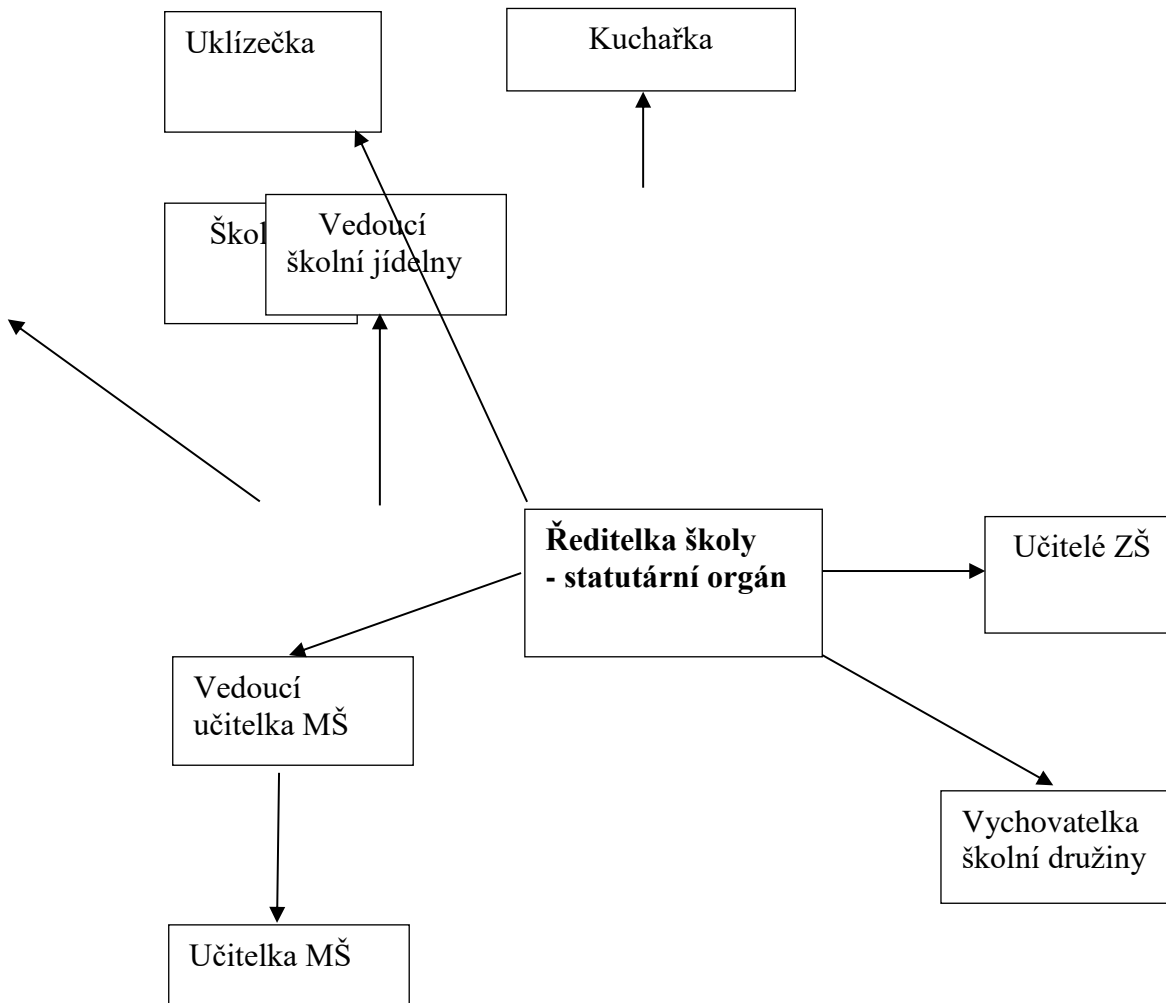 Uklízečka
Kuchařka
Vedoucí
školní jídelny
Ředitelka školy
- statutární orgán
Učitelé ZŠ
Vedoucí
učitelka MŠ
Vychovatelka
školní družiny
Učitelka MŠ